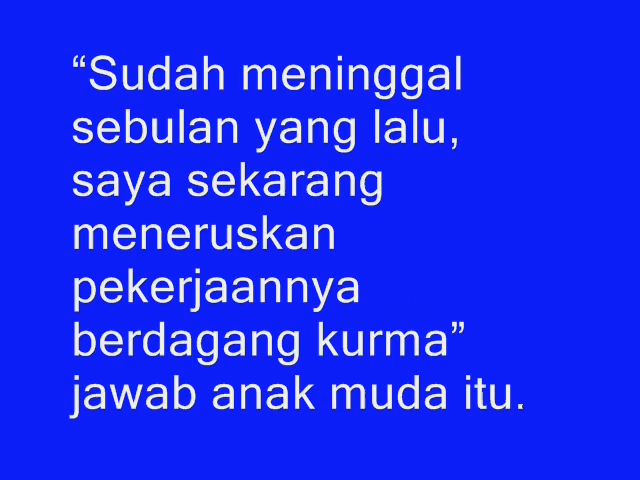 “Sudah meninggal
sebulan yang lalu,
saya sekarang
meneruskan
pekerjaannya
berdagang kurma”
jawab anak muda itu.